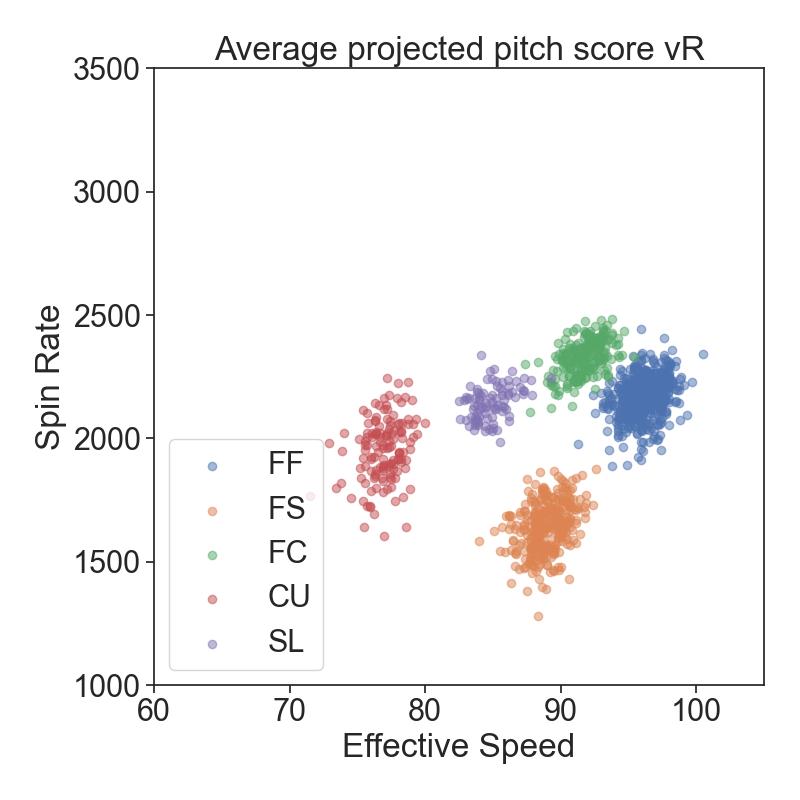 Average projected pitch score vR
3500
3000
2500
2000
1500
1000
Spin Rate
FF
FS
FC
CU
SL
60 70 80 90 100
Effective Speed